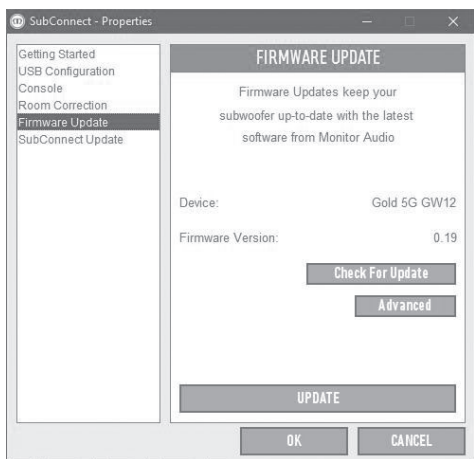 SubConnect - Properties
Getting Started
USB Configuration
Console
Room Correction
Firmware Update
SubConnect Update
FIRMWARE UPDATE
Firmware Updates keep your
subwoofer up-to-date with the latest
software from Monitor Audio
Device: Gold 5G GW12
Firmware Version: 0.19
Check For Update
Advanced
UPDATE
OK CANCEL